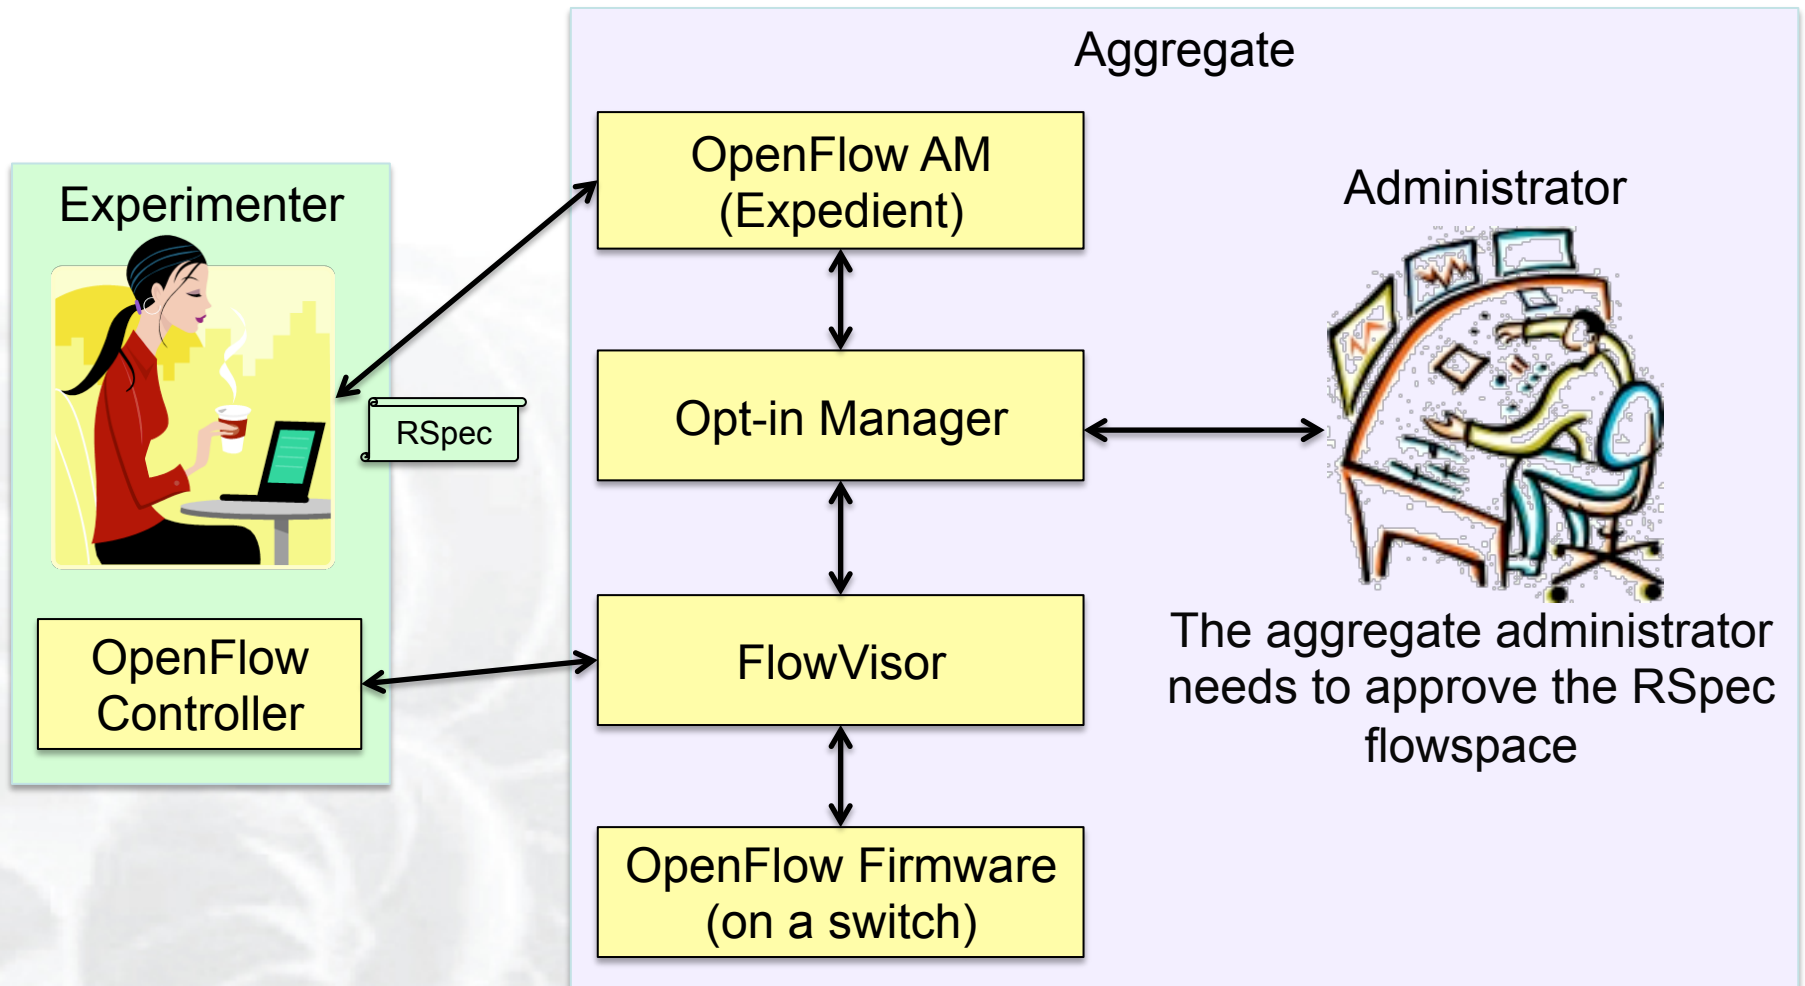 Aggregate
Experimenter
RSpec
OpenFlow
Controller
OpenFlow AM
(Expedient)
Opt-in Manager
FlowVisor
OpenFlow Firmware
(on a switch)
Administrator
The aggregate administrator
needs to approve the RSpec
flowspace